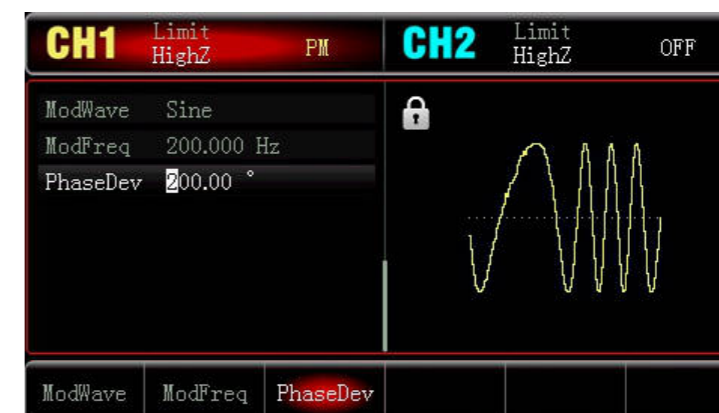 CH1 Limit HighZ PM
CH2 Limit HighZ OFF
ModWave Sine
ModFreq 200.000 Hz
PhaseDev 200.00 °
ModWave ModFreq PhaseDev